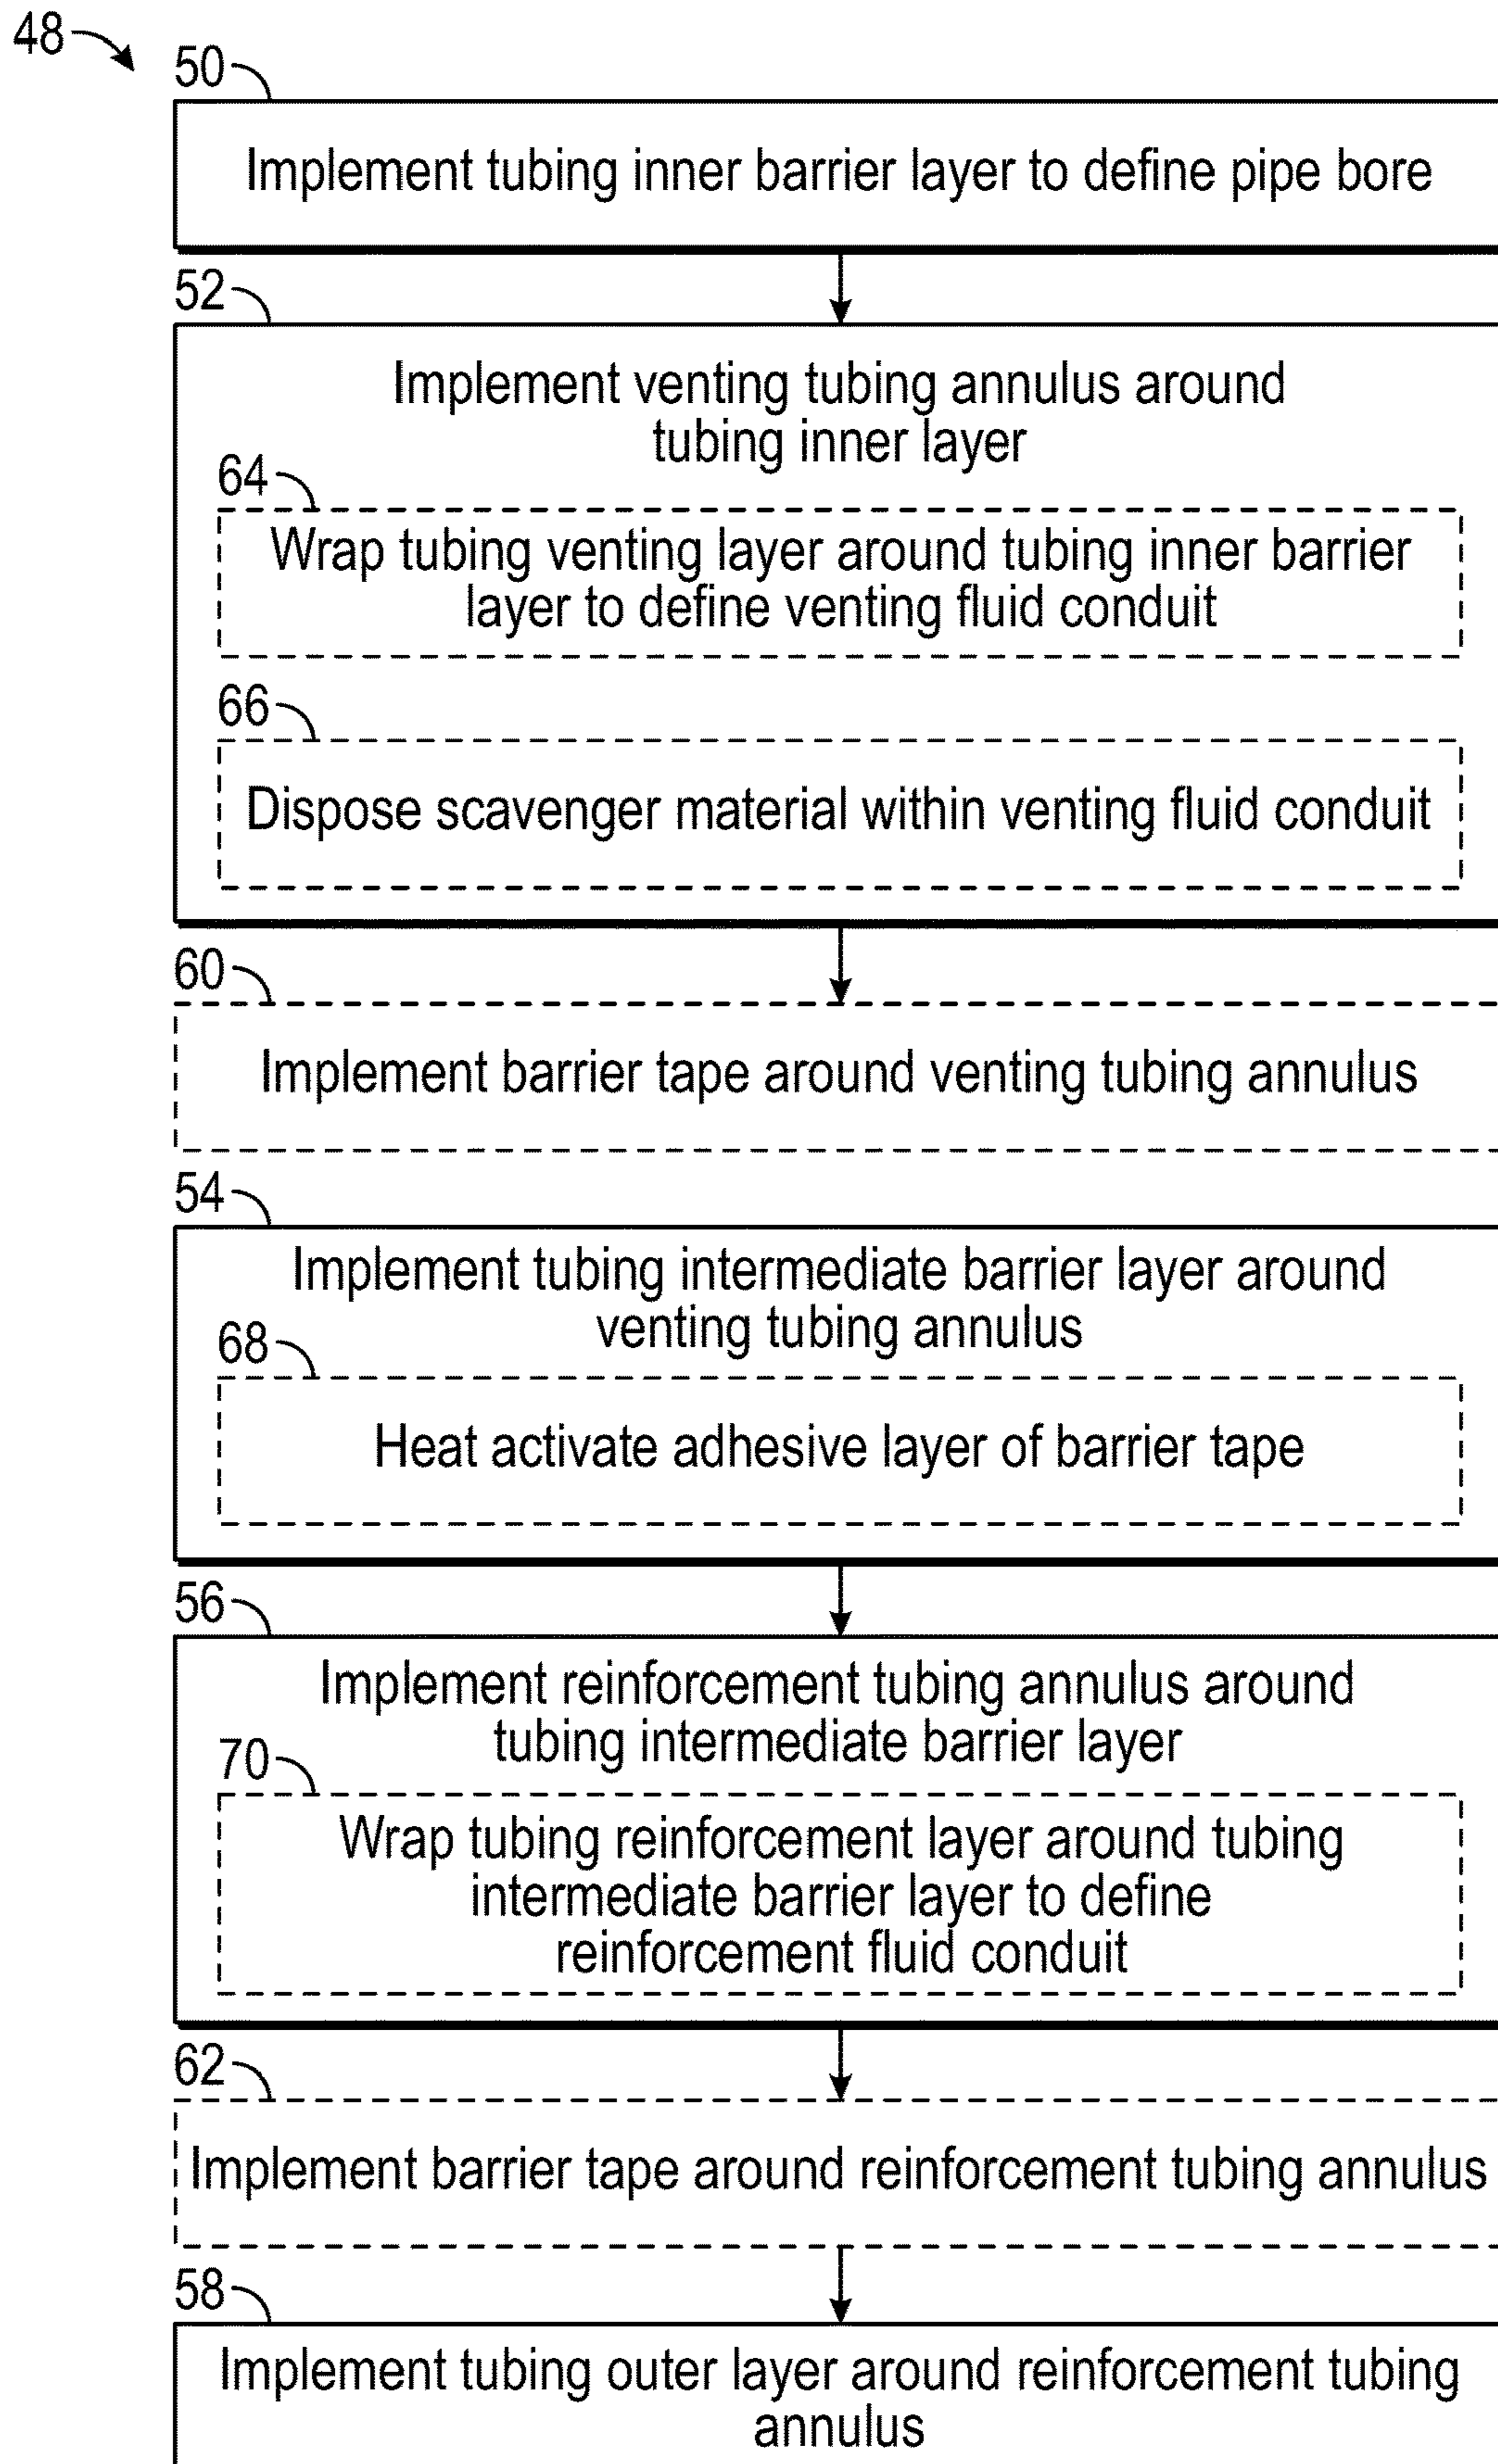 48
50
Implement tubing inner barrier layer to define pipe bore
52
Implement venting tubing annulus around
tubing inner layer
64
Wrap tubing venting layer around tubing inner barrier
layer to define venting fluid conduit
66
Dispose scavenger material within venting fluid conduit
60
Implement barrier tape around venting tubing annulus
54
Implement tubing intermediate barrier layer around
venting tubing annulus
68
Heat activate adhesive layer of barrier tape
56
Implement reinforcement tubing annulus around
tubing intermediate barrier layer
70
Wrap tubing reinforcement layer around tubing
intermediate barrier layer to define
reinforcement fluid conduit
62
Implement barrier tape around reinforcement tubing annulus
58
Implement tubing outer layer around reinforcement tubing
annulus